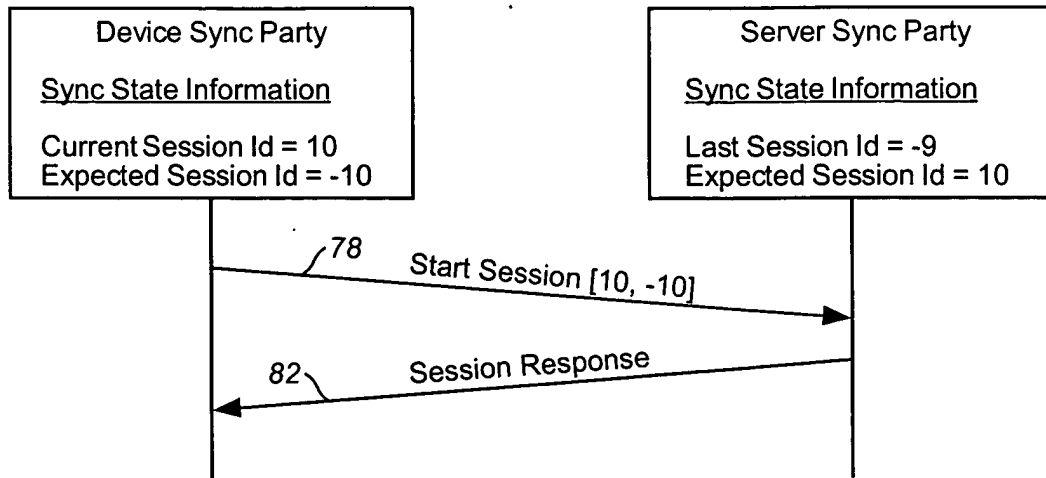 Device Sync Party
Sync State Information
Current Session Id = 10
Expected Session Id = -10
Server Sync Party
Sync State Information
Last Session Id = -9
Expected Session Id = 10
78
Start Session [10, -10]
Session Response
82